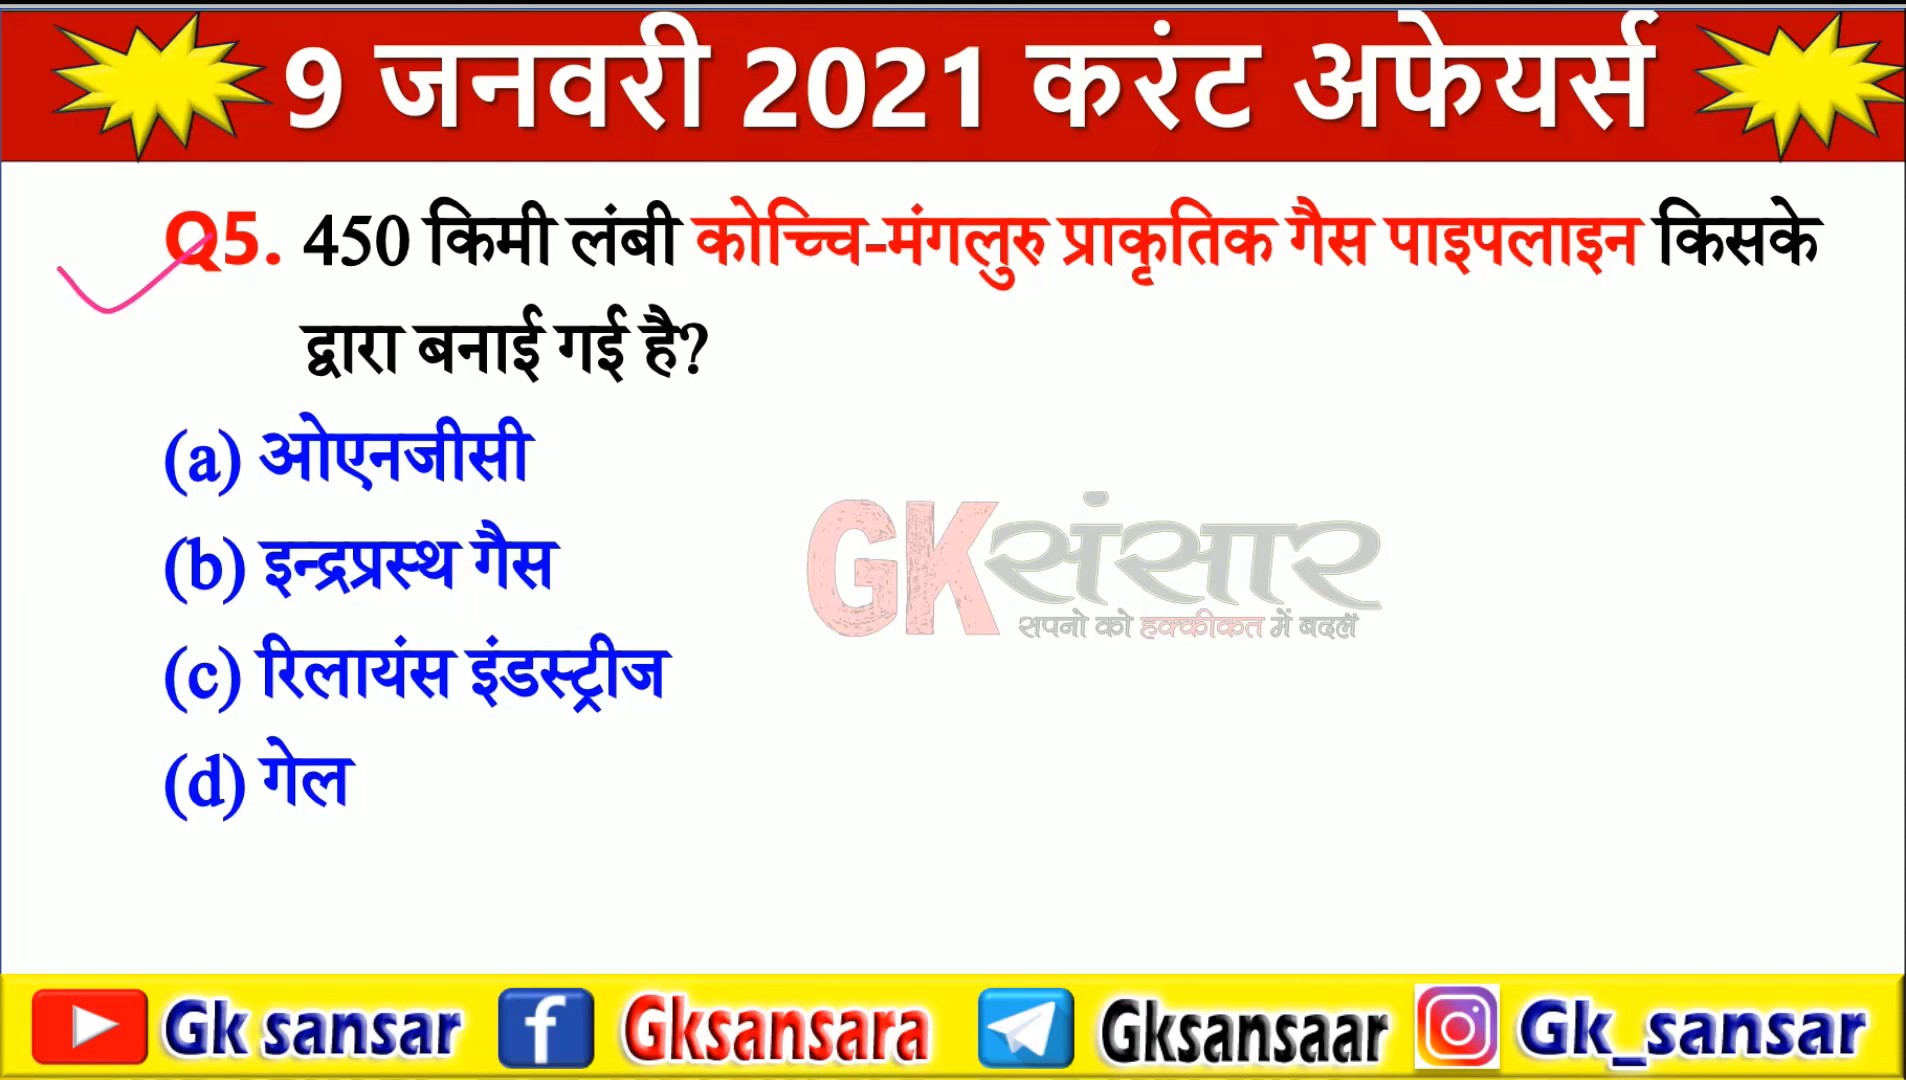 9 जनवरी 2021 करंट अफेयर्स
Q5. 450 किमी लंबी कोच्चि-मंगलुरु प्राकृतिक गैस पाइपलाइन किसके
द्वारा बनाई गई है?
(a) ओएनजीसी
(b) इन्द्रप्रस्थ गैस
(c) रिलायंस इंडस्ट्रीज
(d) गेल
GKसंसार
सपनो को हक्कीकत में बदलें
Gk sansar Gksansara Gksansaar Gk_sansar